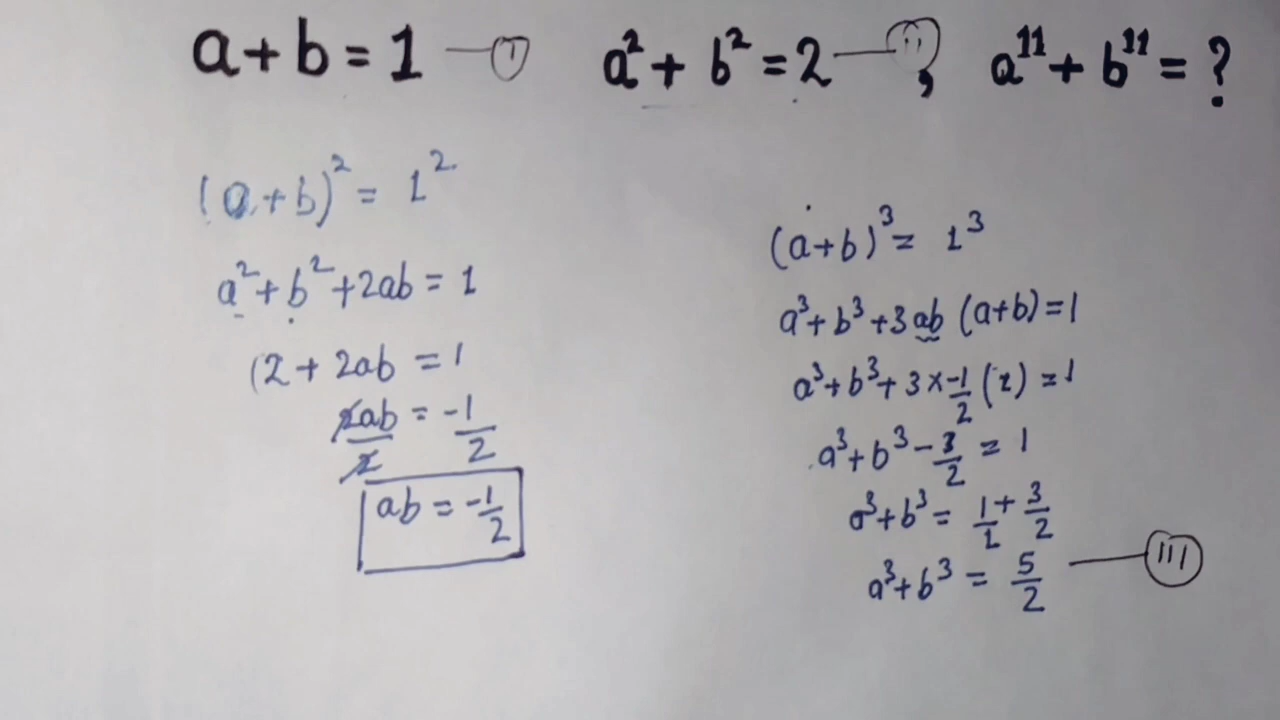 a+b=1 —(i) a²+b²=2 —(ii), a¹¹+b¹¹=?
(a+b)²=1²
a²+b²+2ab=1
(2+2ab=1
2ab/2=-1/2
ab=-1/2
(a+b)³=1³
a³+b³+3ab(a+b)=1
a³+b³+3×-1/2(1)=1
a³+b³-3/2=1
a³+b³=1/1+3/2
a³+b³=5/2 —(iii)